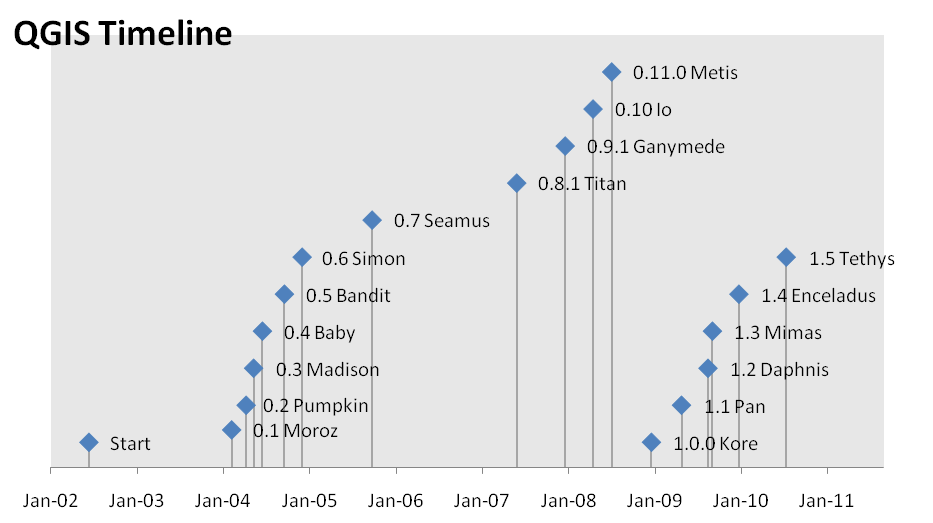 QGIS Timeline
0.11.0 Metis
0.10 Io
0.9.1 Ganymede
0.8.1 Titan
0.7 Seamus
0.6 Simon
1.5 Tethys
0.5 Bandit
1.4 Enceladus
0.4 Baby
1.3 Mimas
0.3 Madison
1.2 Daphnis
0.2 Pumpkin
1.1 Pan
0.1 Moroz
Start
1.0.0 Kore
Jan-02 Jan-03 Jan-04 Jan-05 Jan-06 Jan-07 Jan-08 Jan-09 Jan-10 Jan-11